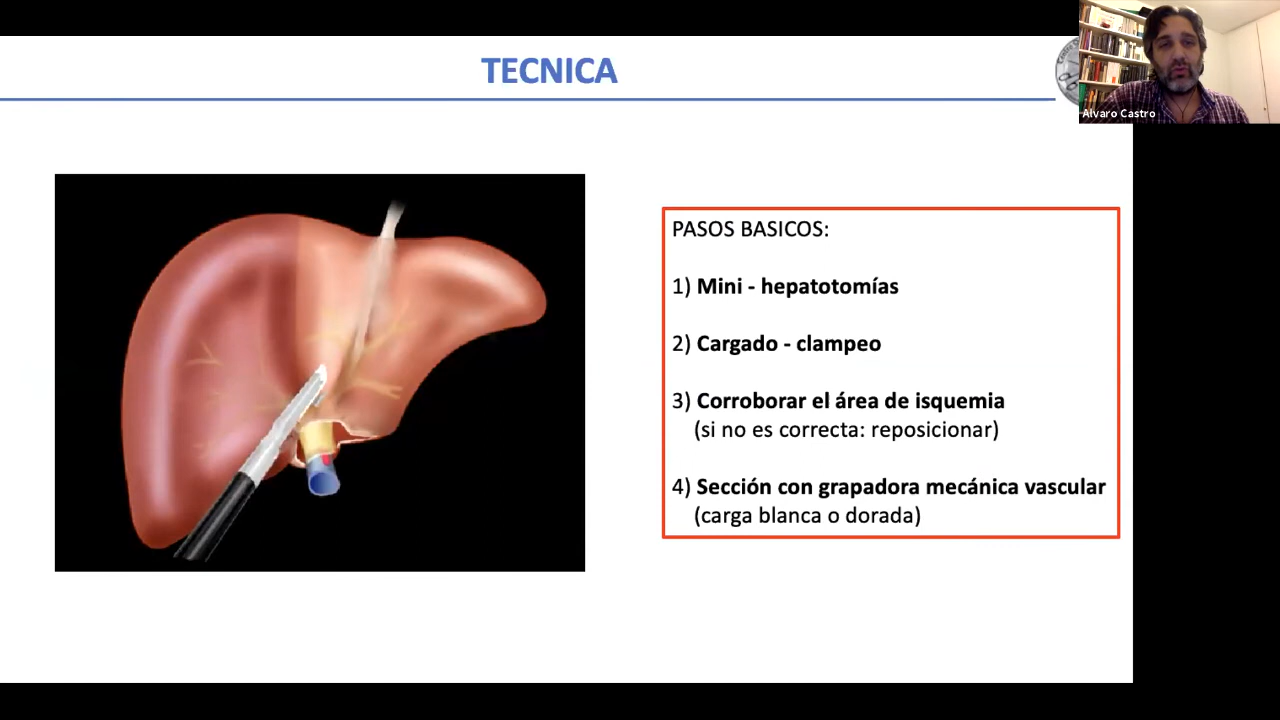 TECNICA
Alvaro Castro
PASOS BASICOS:
1) Mini - hepatotomías
2) Cargado - clampeo
3) Corroborar el área de isquemia
(si no es correcta: reposicionar)
4) Sección con grapadora mecánica vascular
(carga blanca o dorada)